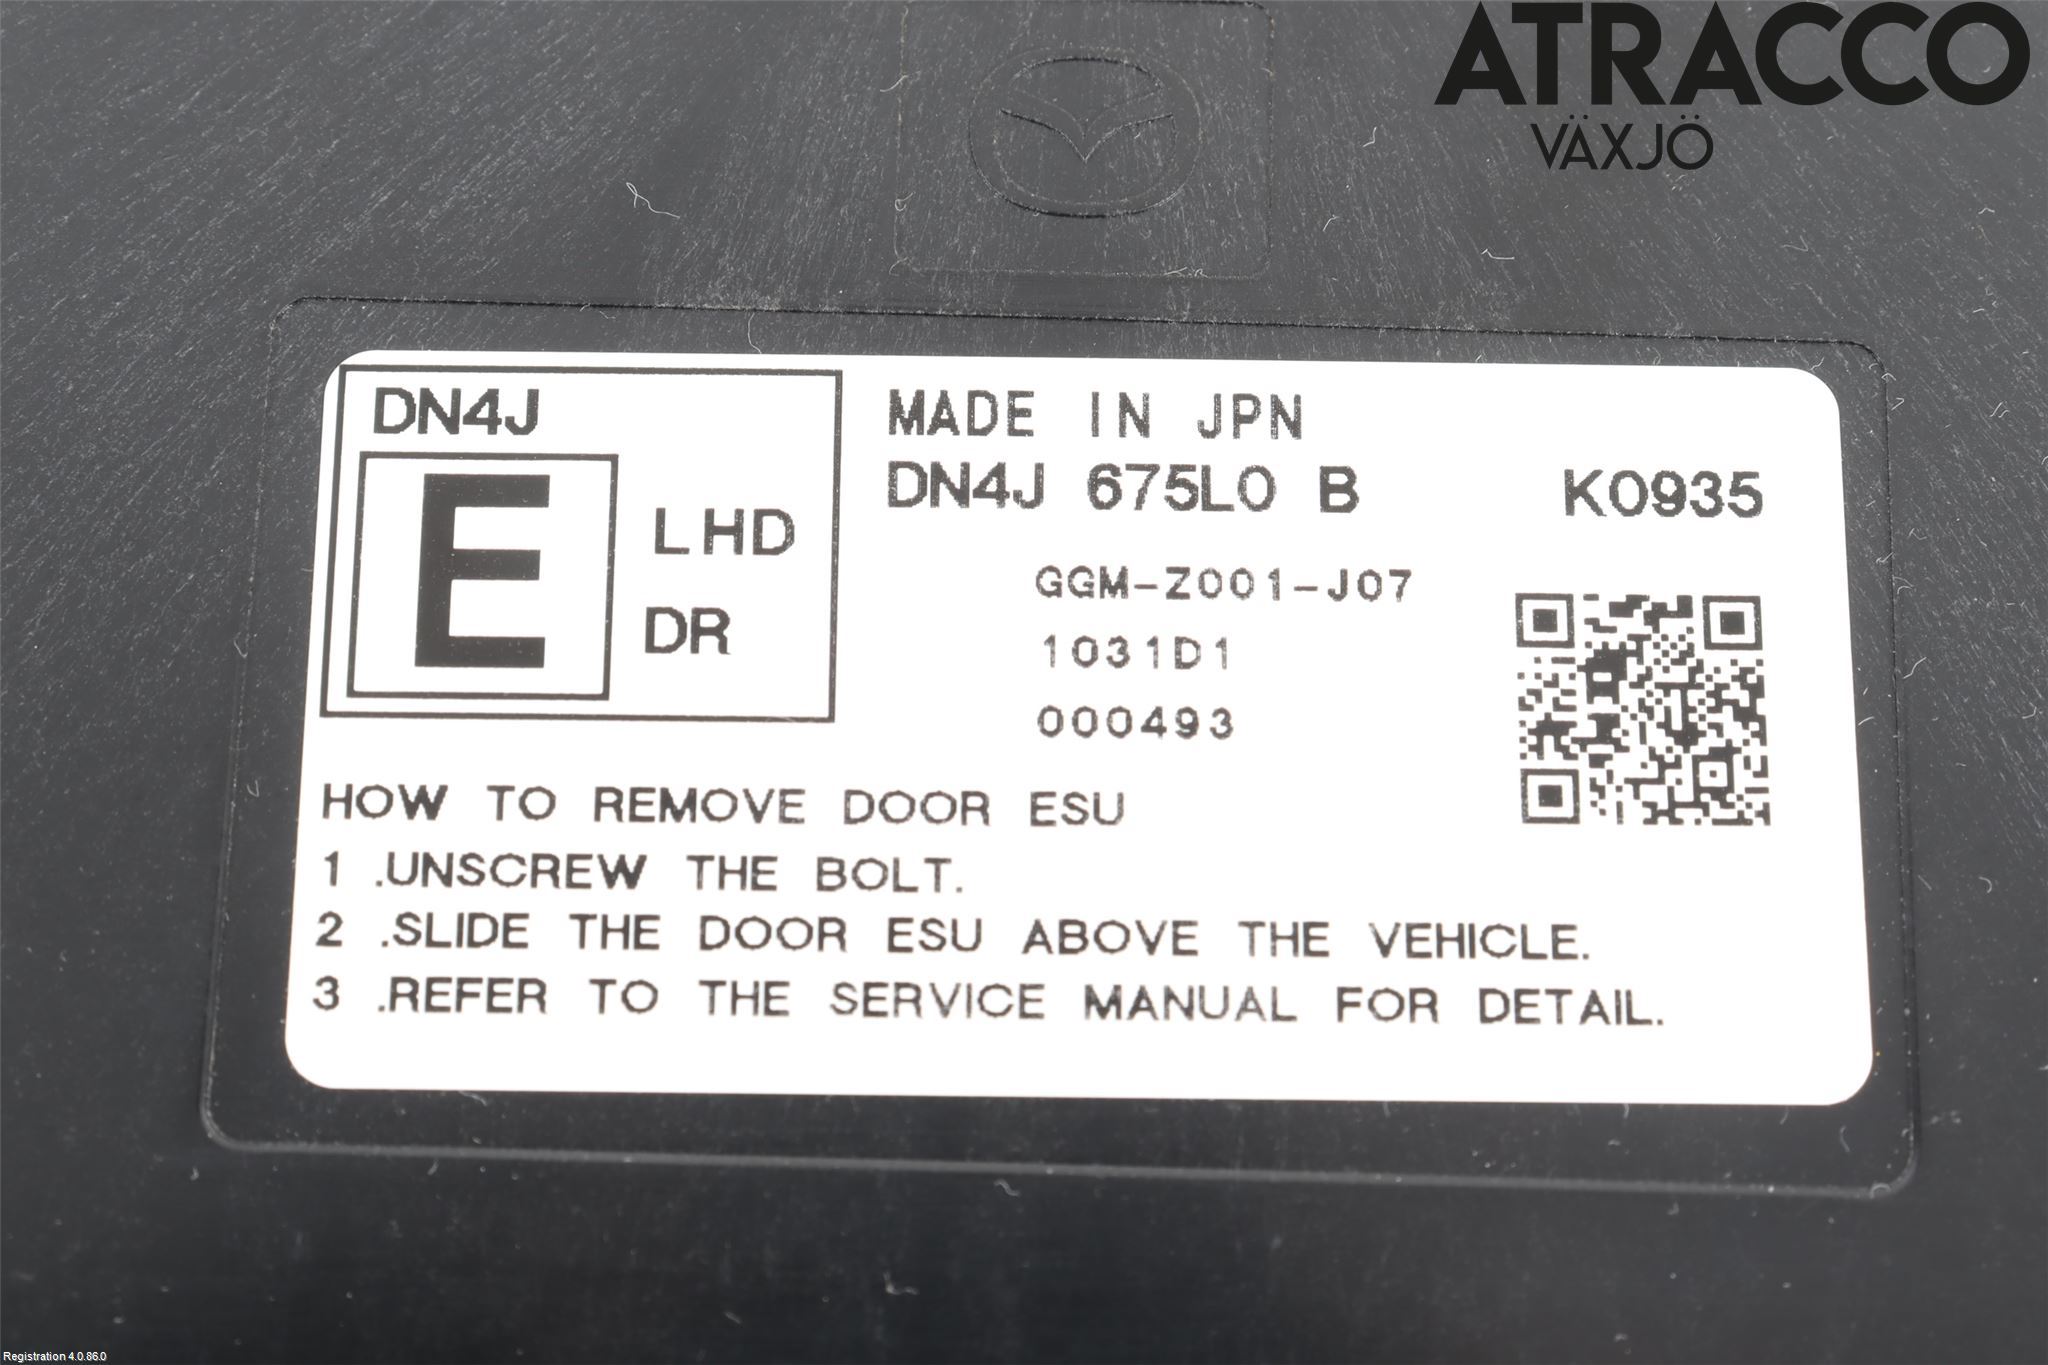 ATRACCO
VÄXJÖ
DN4J
E
LHD
DR
MADE IN JPN
DN4J 675L0 B K0935
GGM-Z001-J07
1031D1
000493
HOW TO REMOVE DOOR ESU
1 .UNSCREW THE BOLT.
2 .SLIDE THE DOOR ESU ABOVE THE VEHICLE.
3 .REFER TO THE SERVICE MANUAL FOR DETAIL.
Registration 4.0.86.0